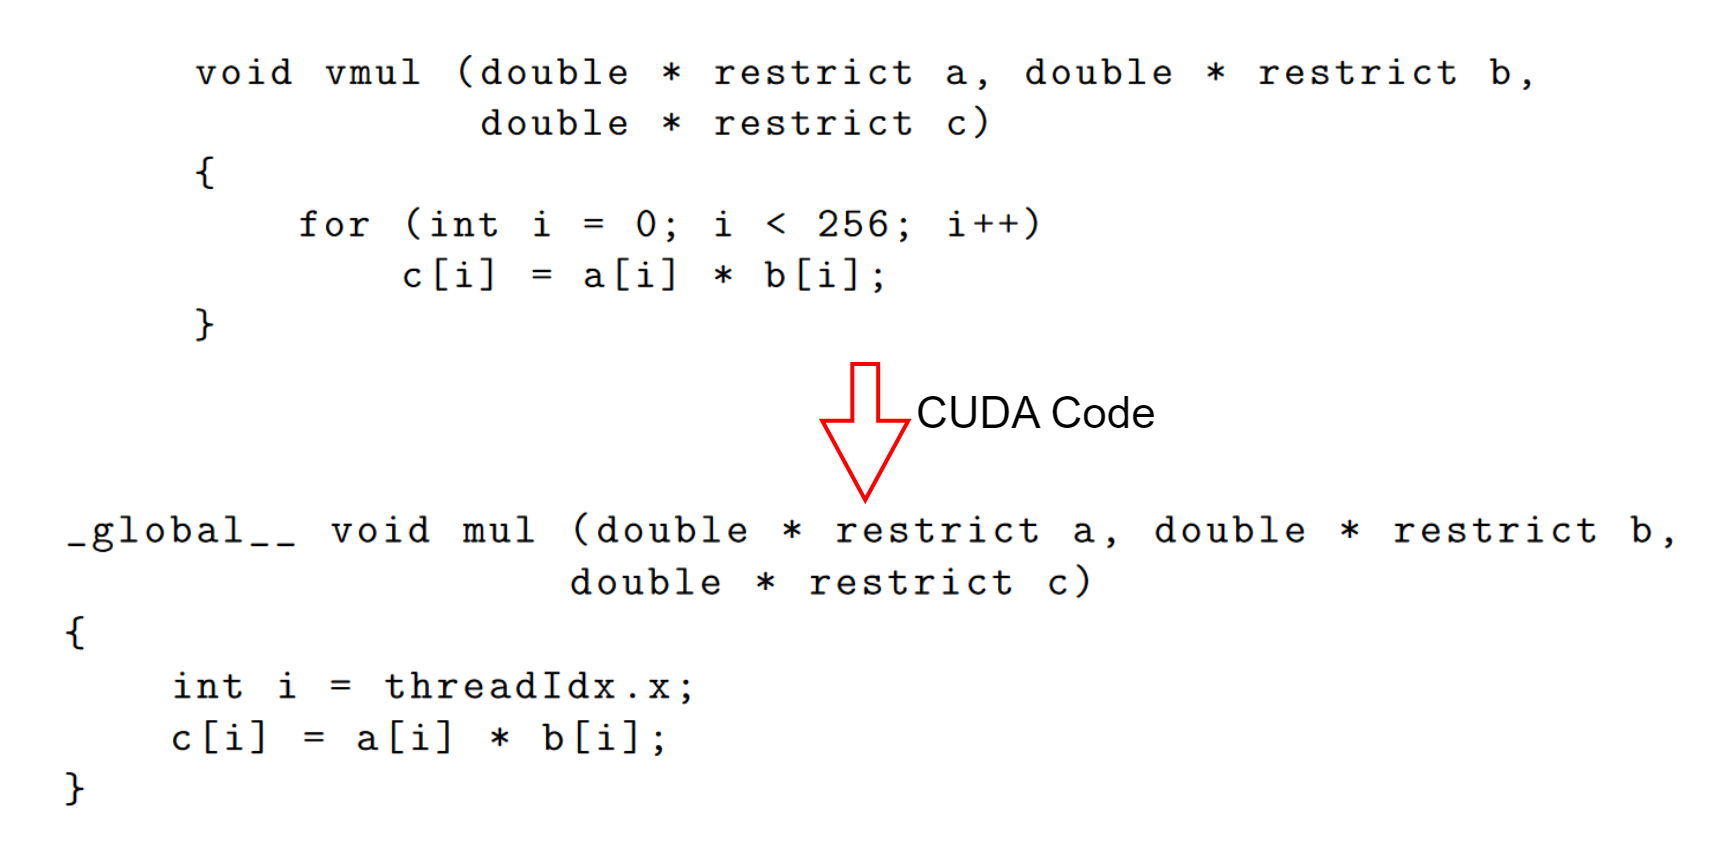 void vmul (double * restrict a, double * restrict b,
double * restrict c)
{
for (int i = 0; i < 256; i++)
c[i] = a[i] * b[i];
}
CUDA Code
_global__ void mul (double * restrict a, double * restrict b,
double * restrict c)
{
int i = threadIdx.x;
c[i] = a[i] * b[i];
}